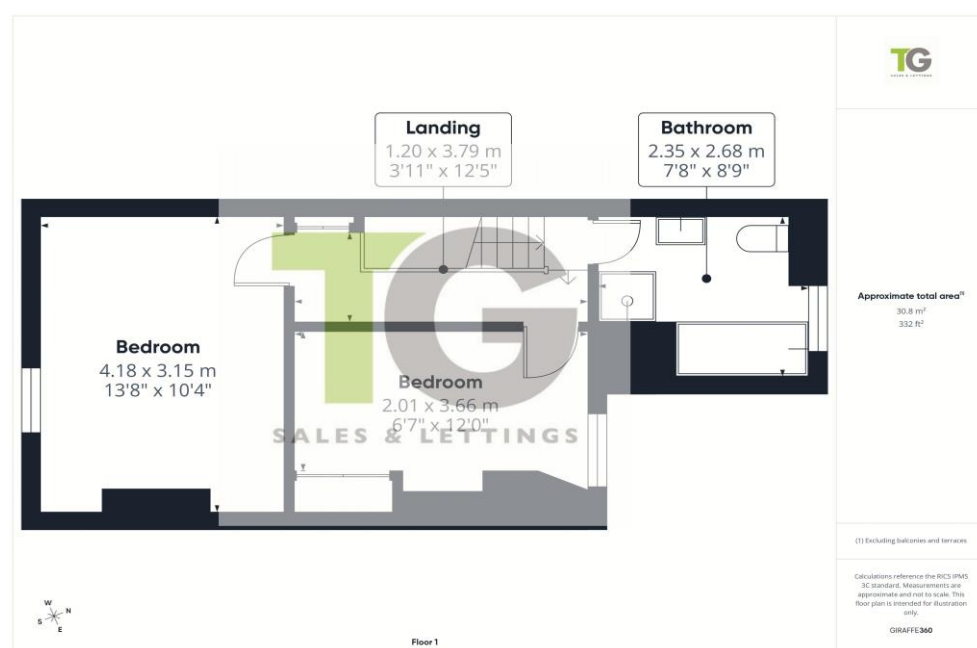 TG
SALES & LETTINGS
Landing
1.20 x 3.79 m
3'11" x 12'5"
Bathroom
2.35 x 2.68 m
7'8" x 8'9"
Bedroom
4.18 x 3.15 m
13'8" x 10'4"
Bedroom
2.01 x 3.66 m
6'7" x 12'0"
TG
SALES & LETTINGS
Approximate total area(1)
30.8 m²
332 ft²
(1) Excluding balconies and terraces
Calculations reference the RICS IPMS
3C standard. Measurements are
approximate and not to scale. This
floor plan is intended for illustration
only.
GIRAFFE360
W
N
S
E
Floor 1